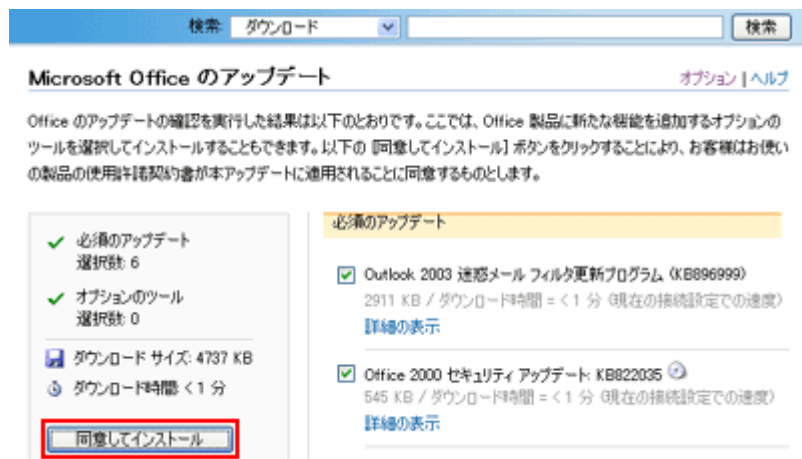 検索: ダウンロード 検索
Microsoft Office のアップデート
オプション | ヘルプ
Office のアップデートの確認を実行した結果は以下のとおりです。ここでは、Office 製品に新たな機能を追加するオプションの
ツールを選択してインストールすることもできます。以下の [同意してインストール] ボタンをクリックすることにより、お客様はお使い
の製品の使用許諾契約書が本アップデートに適用されることに同意するものとします。
必須のアップデート
選択数: 6
オプションのツール
選択数: 0
ダウンロード サイズ: 4737 KB
ダウンロード時間: < 1 分
同意してインストール
必須のアップデート
Outlook 2003 迷惑メール フィルタ更新プログラム (KB896999)
2911 KB / ダウンロード時間 = < 1 分 (現在の接続設定での速度)
詳細の表示
Office 2000 セキュリティ アップデート: KB822035
545 KB / ダウンロード時間 = < 1 分 (現在の接続設定での速度)
詳細の表示